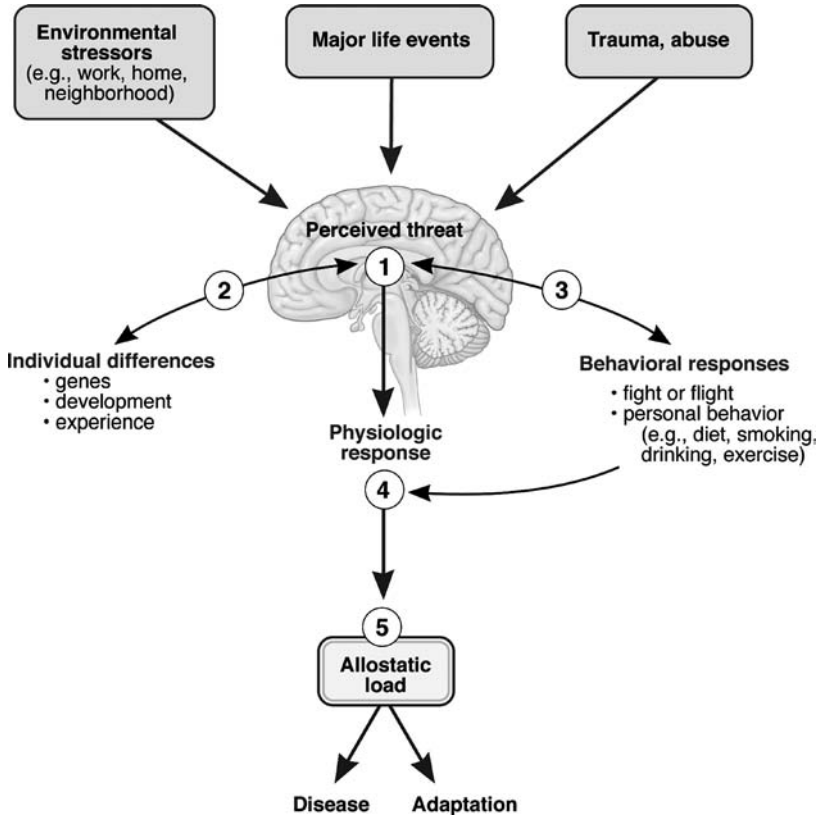 Environmental
stressors
(e.g., work, home,
neighborhood)
Major life events
Trauma, abuse
Perceived threat
1
2
3
Individual differences
• genes
• development
• experience
Behavioral responses
• fight or flight
• personal behavior
(e.g., diet, smoking,
drinking, exercise)
Physiologic
response
4
5
Allostatic
load
Disease
Adaptation